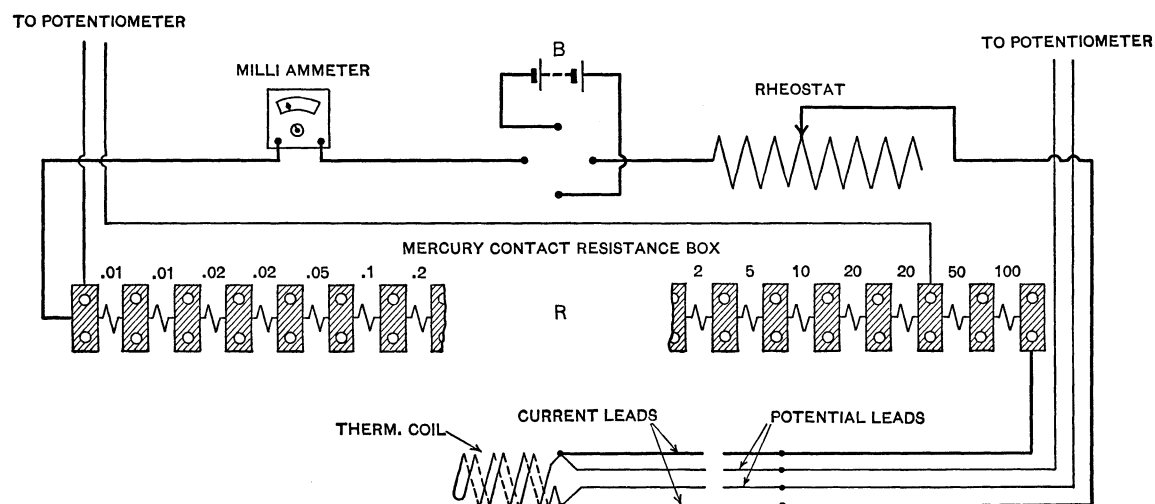 TO POTENTIOMETER
TO POTENTIOMETER
B
MILLI AMMETER
RHEOSTAT
MERCURY CONTACT RESISTANCE BOX
.01 .01 .02 .02 .05 .1 .2 2 5 10 20 20 50 100
R
CURRENT LEADS
POTENTIAL LEADS
THERM. COIL